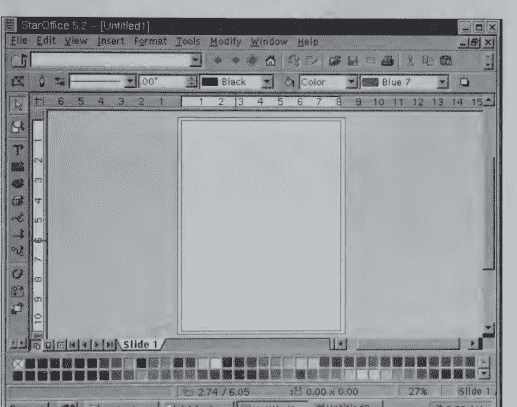 StarOffice 5.2 - [Untitled1]
File Edit View Insert Format Tools Modify Window Help
.00" Black Color Blue 7
6 5 4 3 2 1 1 2 3 4 5 6 7 8 9 10 11 12 13 14 15
1
2
3
4
5
6
7
8
9
10
Slide 1
2.74 / 6.05 0.00 x 0.00 27% Slide 1